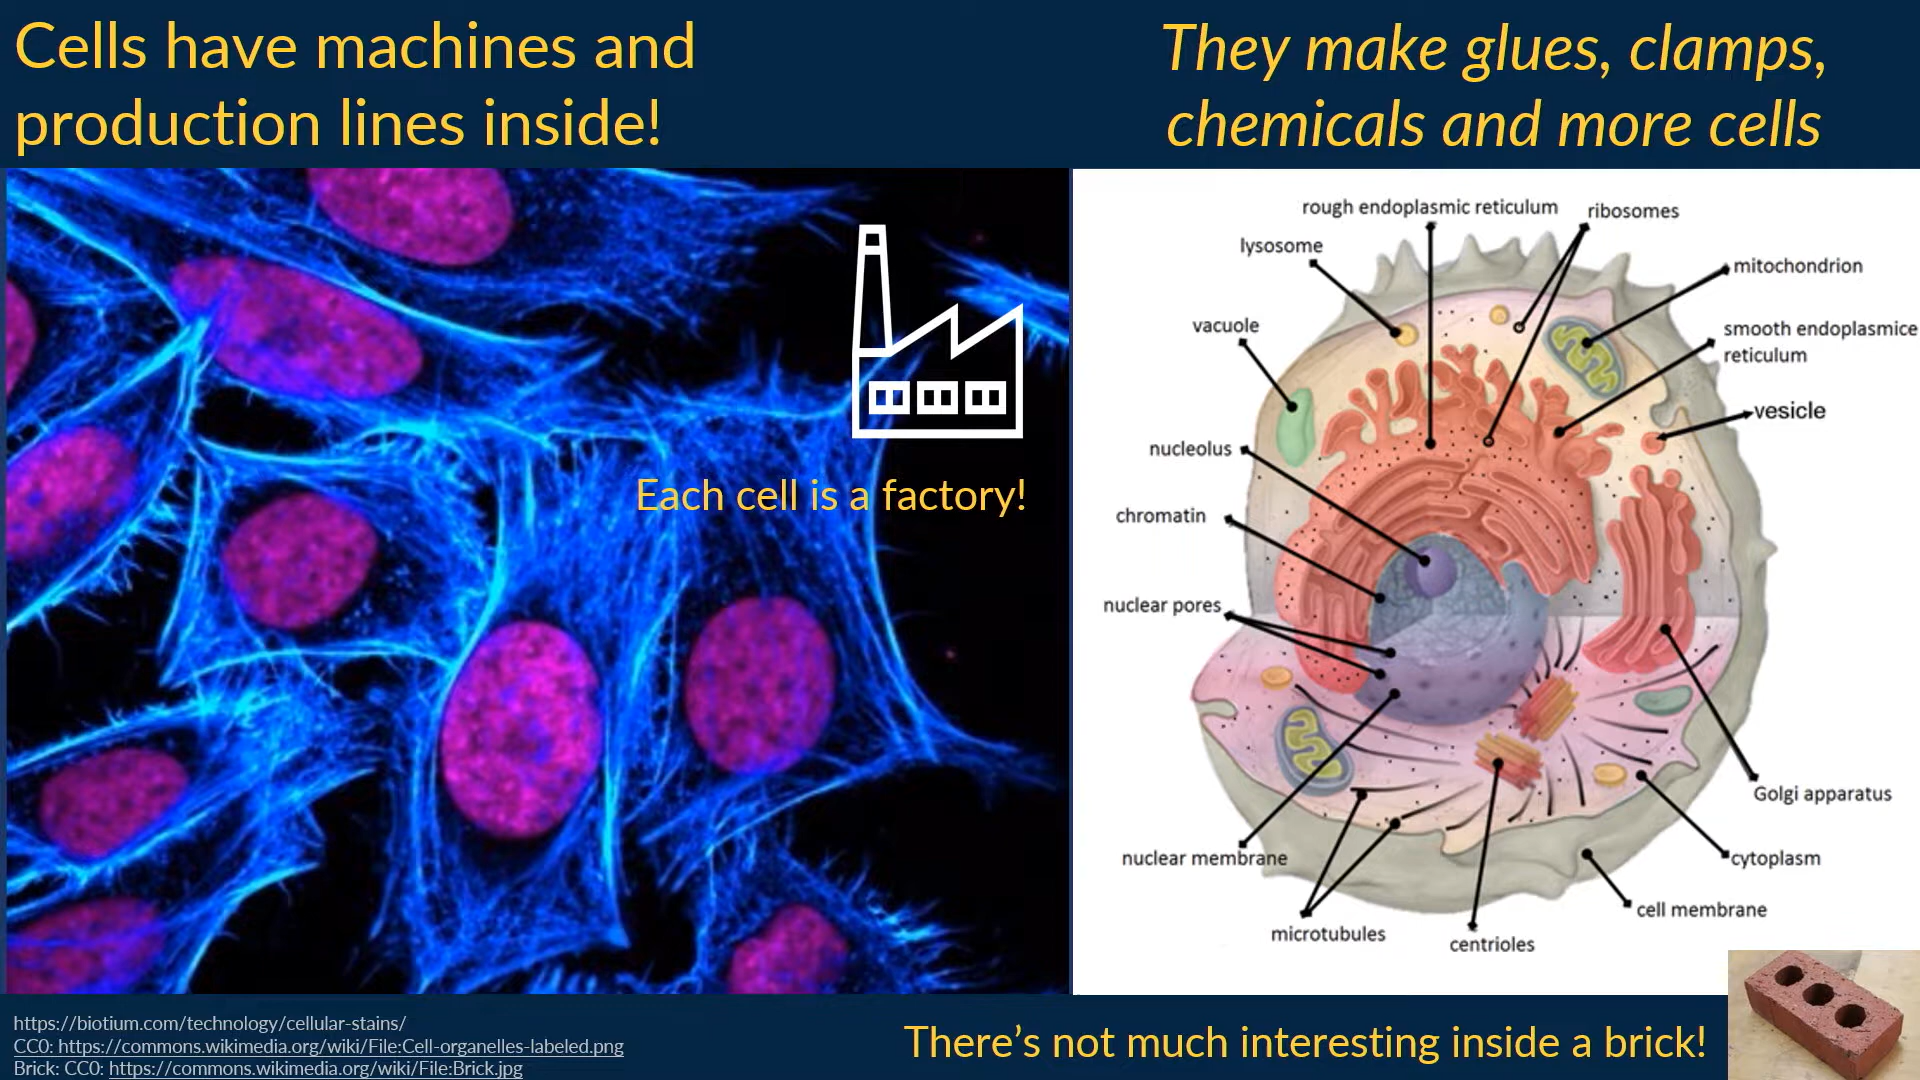 Cells have machines and
production lines inside!
They make glues, clamps,
chemicals and more cells
Each cell is a factory!
rough endoplasmic reticulum
ribosomes
lysosome
mitochondrion
vacuole
smooth endoplasmice
reticulum
vesicle
nucleolus
chromatin
nuclear pores
Golgi apparatus
nuclear membrane
cytoplasm
cell membrane
microtubules
centrioles
https://biotium.com/technology/cellular-stains/
CC0: https://commons.wikimedia.org/wiki/File:Cell-organelles-labeled.png
Brick: CC0: https://commons.wikimedia.org/wiki/File:Brick.jpg
There’s not much interesting inside a brick!